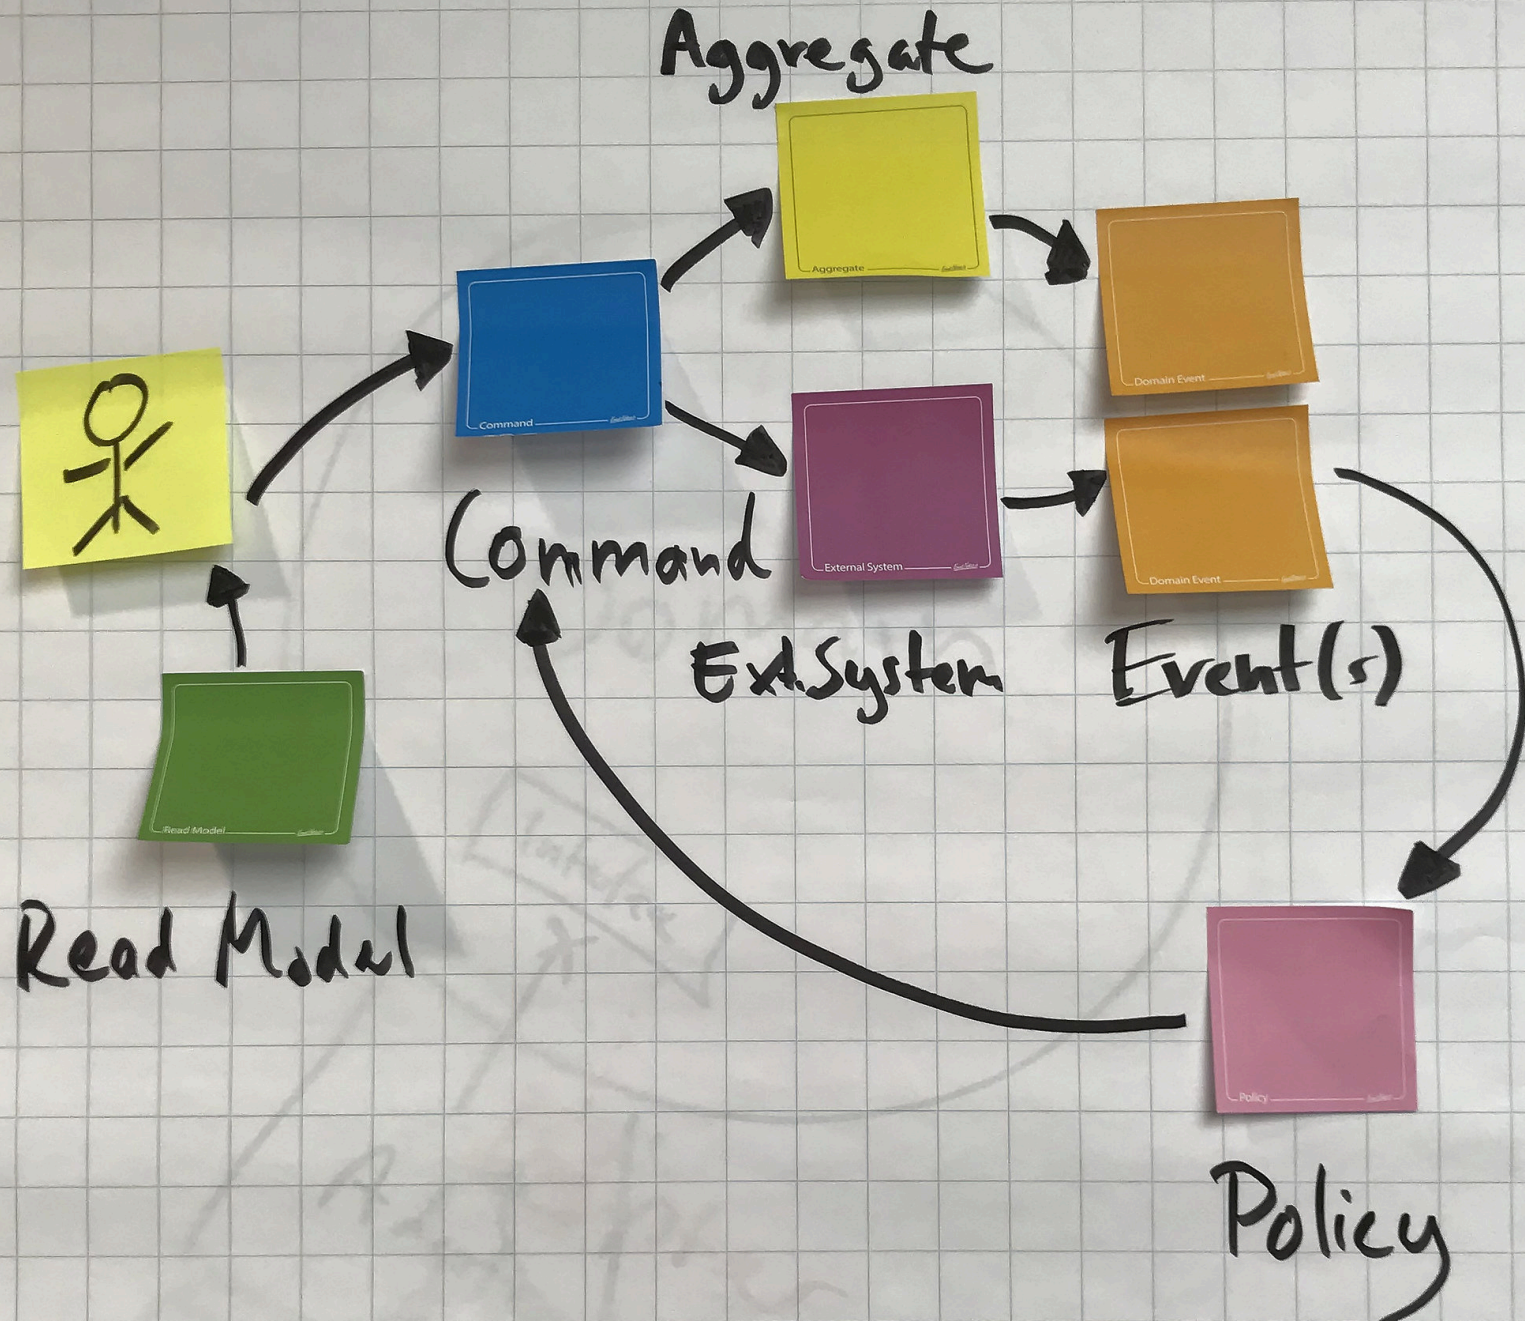 Aggregate
Aggregate
Domain Event
Command
Command
External System
Domain Event
Ext.System
Event(s)
Read Model
Read Model
Policy
Policy